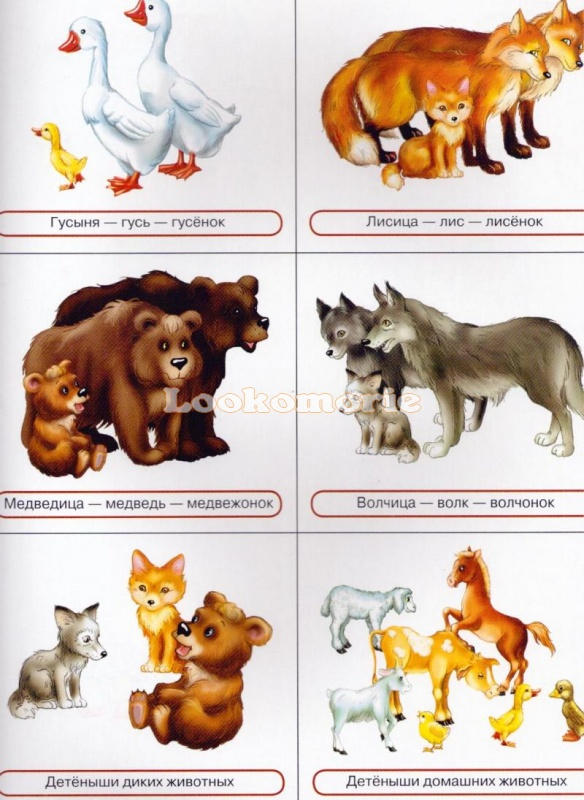 Гусыня — гусь — гусёнок
Лисица — лис — лисёнок
Lookomorie
Медведица — медведь — медвежонок
Волчица — волк — волчонок
Детёныши диких животных
Детёныши домашних животных